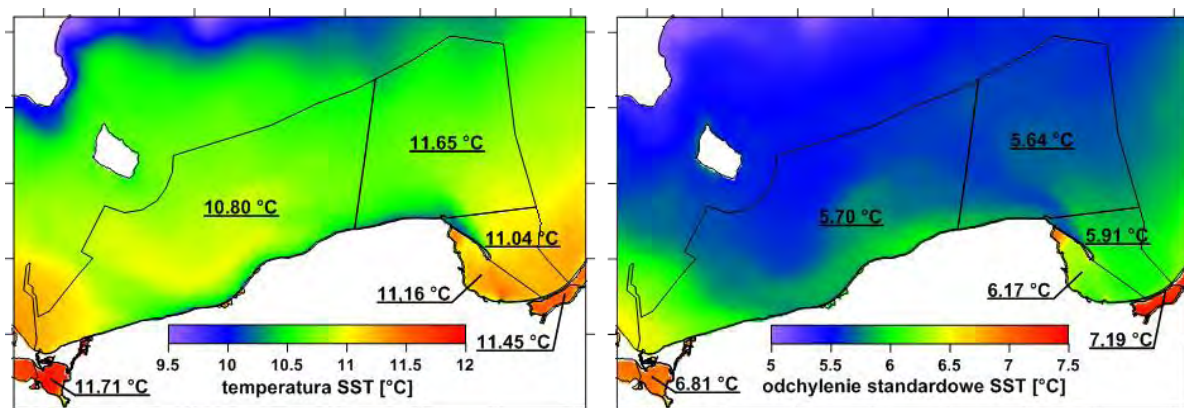 11.65 °C
10.80 °C
11.04 °C
11.16 °C
11.45 °C
11.71 °C
9.5 10 10.5 11 11.5 12
temperatura SST [°C]
5.64 °C
5.70 °C
5.91 °C
6.17 °C
7.19 °C
6.81 °C
5 5.5 6 6.5 7 7.5
odchylenie standardowe SST [°C]